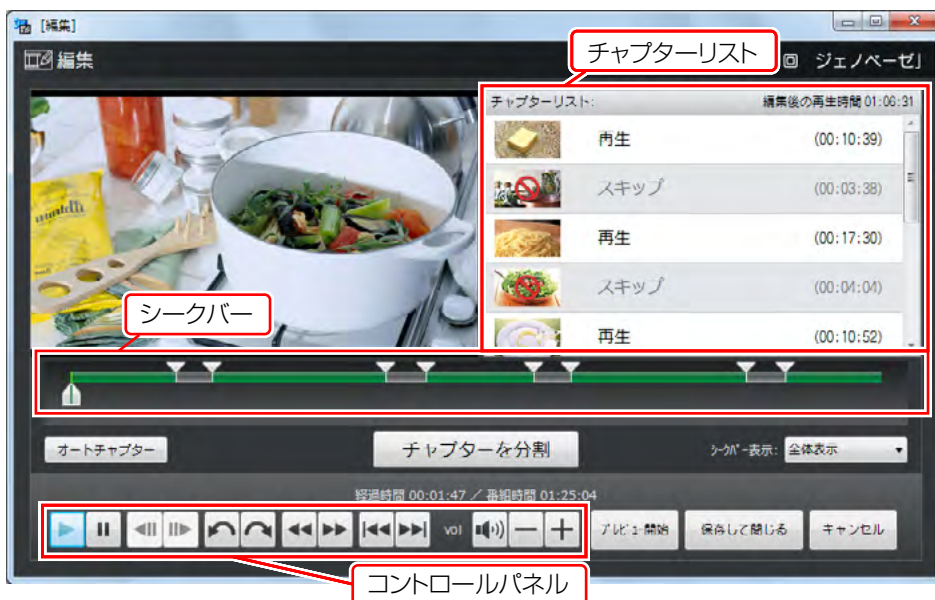 [編集]
編集
チャプターリスト
回 ジェノベーゼ」
チャプターリスト:
編集後の再生時間 01:06:31
再生
(00:10:39)
スキップ
(00:03:38)
再生
(00:17:30)
スキップ
(00:04:04)
再生
(00:10:52)
シークバー
オートチャプター
チャプターを分割
シークバー表示:
全体表示
経過時間 00:01:47 / 番組時間 01:25:04
vol
プレビュー開始
保存して閉じる
キャンセル
コントロールパネル